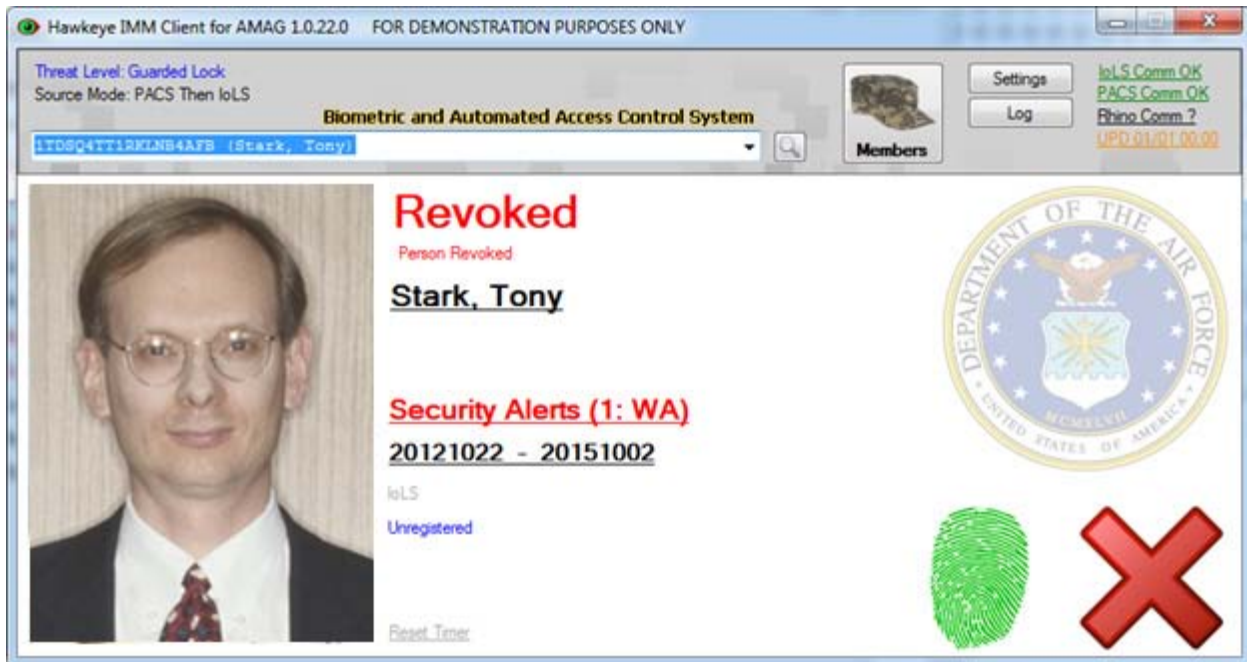 Hawkeye IMM Client for AMAG 1.0.22.0 FOR DEMONSTRATION PURPOSES ONLY
Threat Level: Guarded Lock
Source Mode: PACS Then IoLS
Biometric and Automated Access Control System
1TDSQ4TT1RKLNB4AFB (Stark, Tony)
Members
Settings
Log
IoLS Comm OK
PACS Comm OK
Rhino Comm ?
UPD 01/01 00:00
Revoked
Person Revoked
Stark, Tony
Security Alerts (1: WA)
20121022 - 20151002
IoLS
Unregistered
Reset Timer
DEPARTMENT OF THE AIR FORCE
MCMXLVII
UNITED STATES OF AMERICA